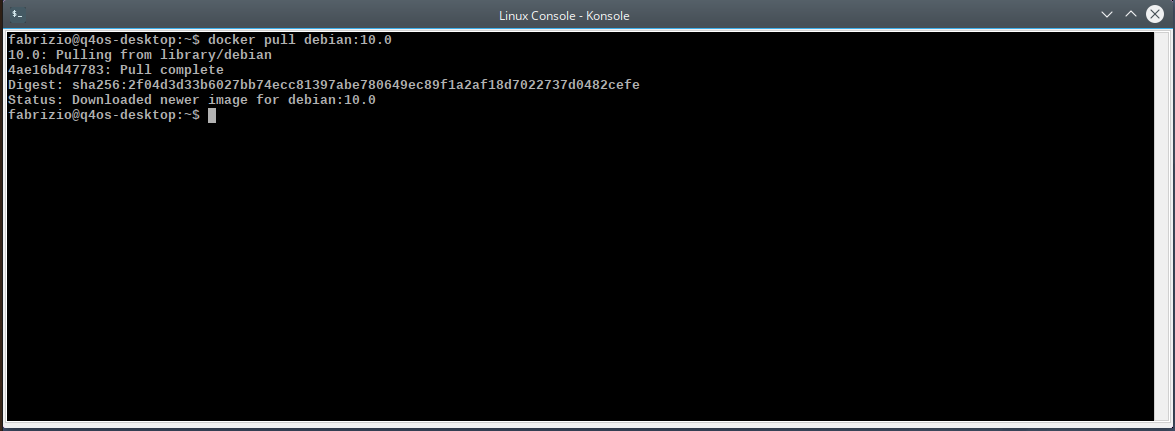 Linux Console - Konsole
fabrizio@q4os-desktop:~$ docker pull debian:10.0
10.0: Pulling from library/debian
4ae16bd47783: Pull complete
Digest: sha256:2f04d3d33b6027bb74ecc81397abe780649ec89f1a2af18d7022737d0482cefe
Status: Downloaded newer image for debian:10.0
fabrizio@q4os-desktop:~$